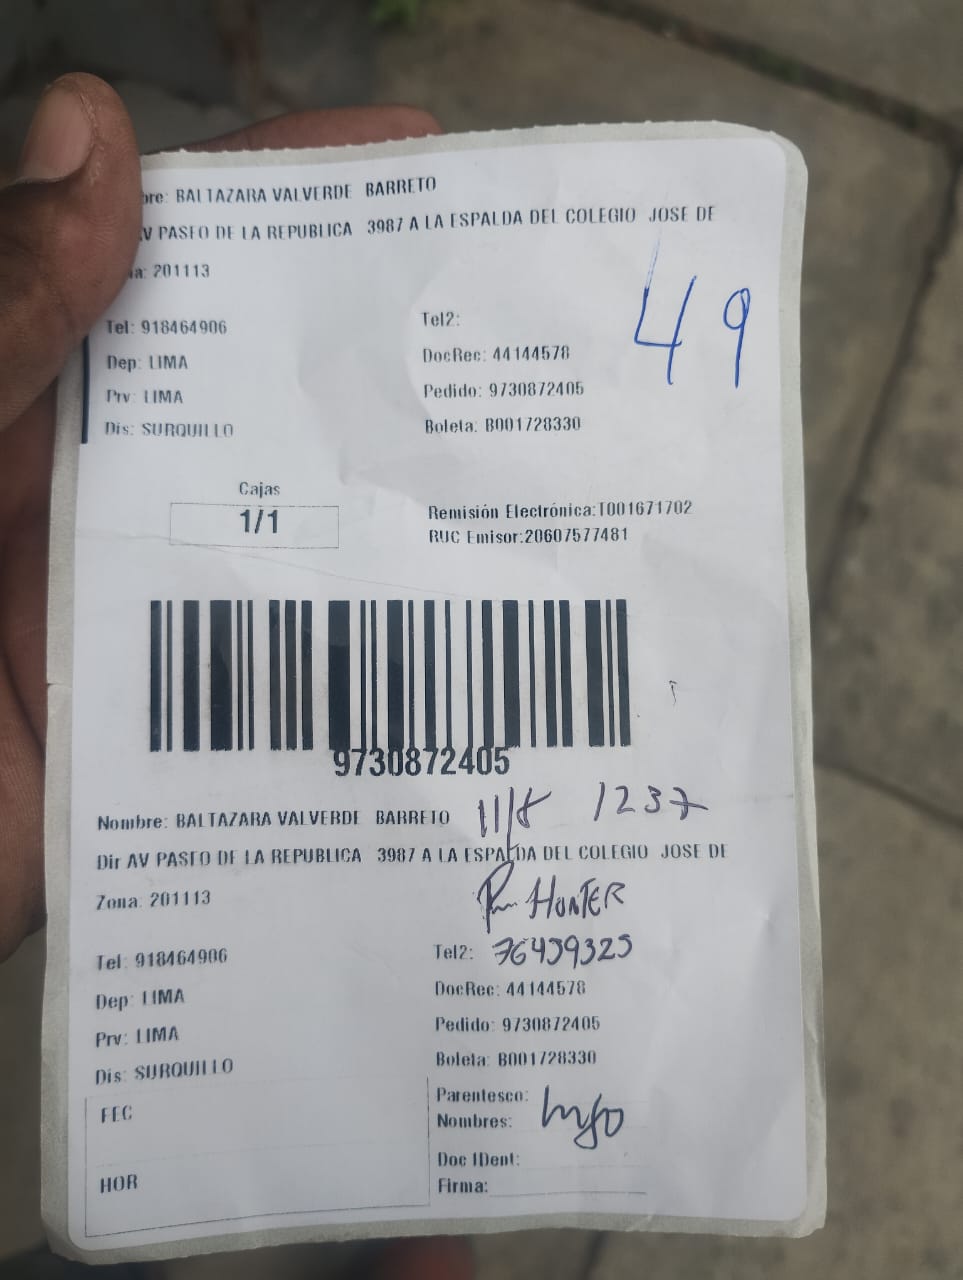 bre: BALTAZARA VALVERDE BARRETO
AV PASEO DE LA REPUBLICA 3987 A LA ESPALDA DEL COLEGIO JOSE DE
na: 201113
49
Tel: 918464906
Tel2:
Dep: LIMA
DocRec: 44144578
Prv: LIMA
Pedido: 9730872405
Dis: SURQUILLO
Boleta: B001728330
Cajas
1/1
Remisión Electrónica:T001671702
RUC Emisor:20607577481
9730872405
Nombre: BALTAZARA VALVERDE BARRETO
11/8 1237
Dir AV PASEO DE LA REPUBLICA 3987 A LA ESPALDA DEL COLEGIO JOSE DE
Zona: 201113
HUNTER
Tel: 918464906
Tel2: 76459325
Dep: LIMA
DocRec: 44144578
Prv: LIMA
Pedido: 9730872405
Dis: SURQUILLO
Boleta: B001728330
FEC
Parentesco:
Nombres:
Doc IDent:
HOR
Firma: